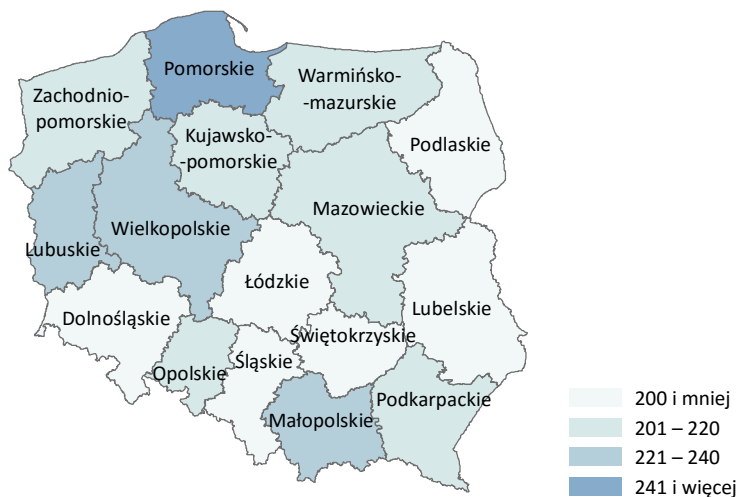 Pomorskie
Warmińsko-
-mazurskie
Zachodnio-
pomorskie
Kujawsko-
-pomorskie
Podlaskie
Mazowieckie
Wielkopolskie
Lubuskie
Łódzkie
Lubelskie
Dolnośląskie
Świętokrzyskie
Śląskie
Opolskie
Podkarpackie
Małopolskie
200 i mniej
201 – 220
221 – 240
241 i więcej